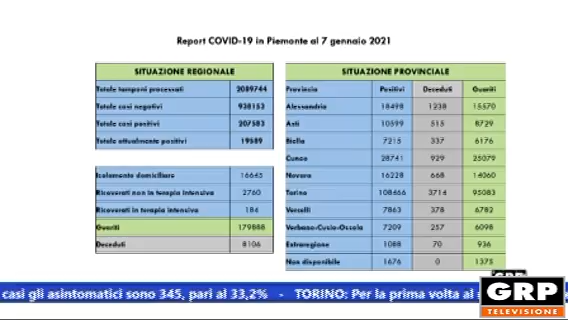 Report COVID-19 in Piemonte al 7 gennaio 2021
SITUAZIONE REGIONALE
Totale tamponi processati 2089744
Totale casi negativi 938153
Totale casi positivi 207583
Totale attualmente positivi 19589
Isolamento domiciliare 16645
Ricoverati non in terapia intensiva 2760
Ricoverati in terapia intensiva 184
Guariti 179888
Deceduti 8106
SITUAZIONE PROVINCIALE
Provincia Positivi Deceduti Guariti
Alessandria 18498 1238 15570
Asti 10599 515 8729
Biella 7215 337 6176
Cuneo 28741 929 25079
Novara 16228 668 14060
Torino 108466 3714 95083
Vercelli 7863 378 6782
Verbano-Cusio-Ossola 7209 257 6098
Extraregione 1088 70 936
Non disponibile 1676 0 1375
casi gli asintomatici sono 345, pari al 33,2% - TORINO: Per la prima volta al
GRP
TELEVISIONE